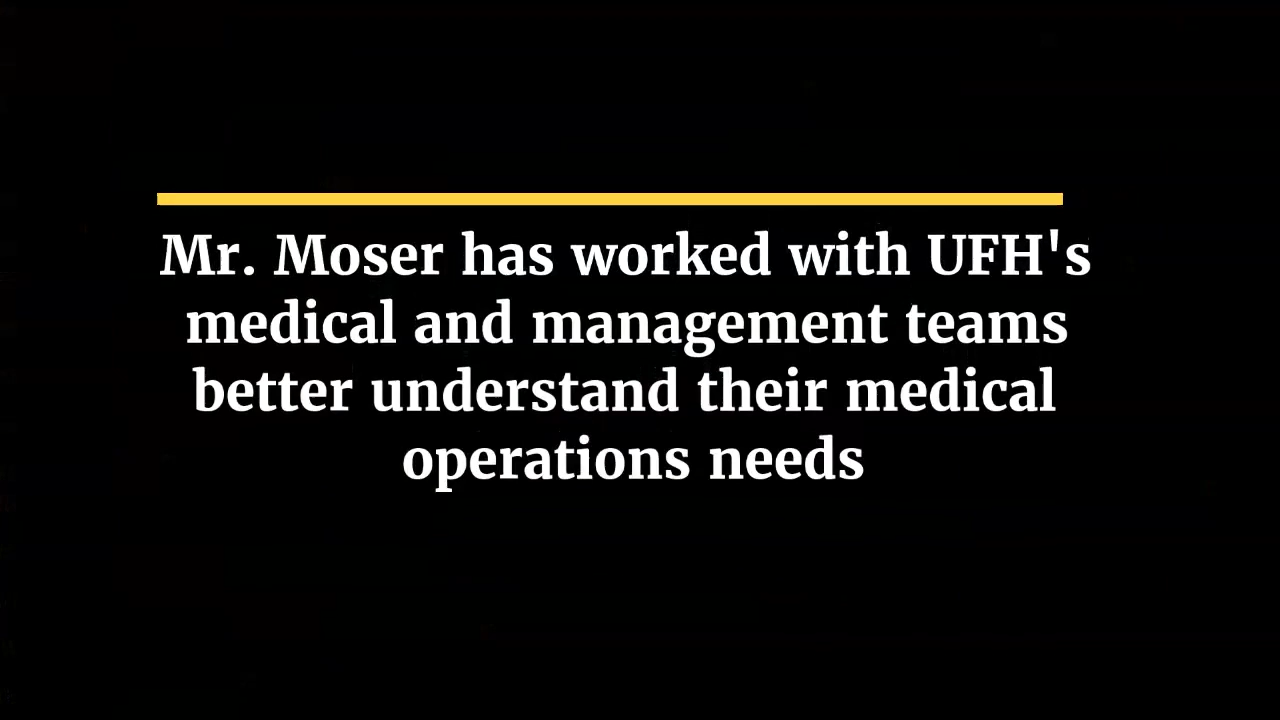 Mr. Moser has worked with UFH's
medical and management teams
better understand their medical
operations needs